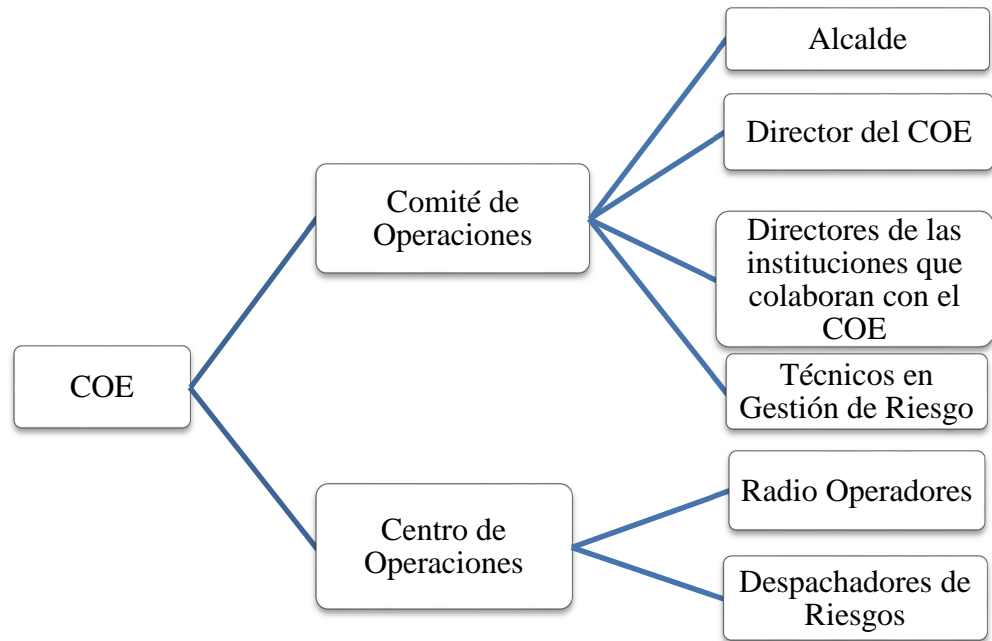 COE
Comité de
Operaciones
Alcalde
Director del COE
Directores de las
instituciones que
colaboran con el
COE
Técnicos en
Gestión de Riesgo
Centro de
Operaciones
Radio Operadores
Despachadores de
Riesgos